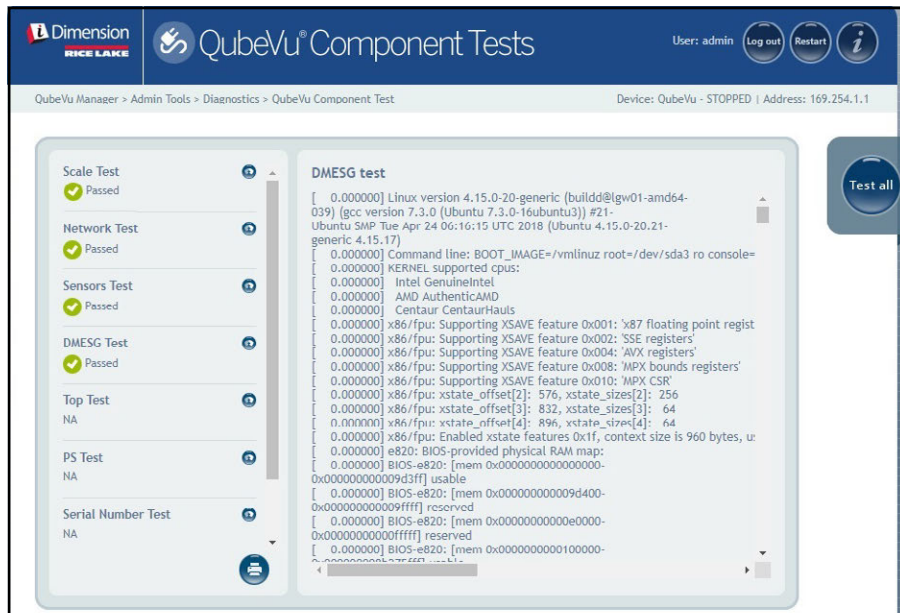 i Dimension
RICE LAKE
QubeVu® Component Tests
User: admin
Log out
Restart
i
QubeVu Manager > Admin Tools > Diagnostics > QubeVu Component Test
Device: QubeVu - STOPPED | Address: 169.254.1.1
Scale Test
Passed
Network Test
Passed
Sensors Test
Passed
DMESG Test
Passed
Top Test
NA
PS Test
NA
Serial Number Test
NA
DMESG test
[ 0.000000] Linux version 4.15.0-20-generic (buildd@lgw01-amd64-
039) (gcc version 7.3.0 (Ubuntu 7.3.0-16ubuntu3)) #21-
Ubuntu SMP Tue Apr 24 06:16:15 UTC 2018 (Ubuntu 4.15.0-20.21-
generic 4.15.17)
[ 0.000000] Command line: BOOT_IMAGE=/vmlinuz root=/dev/sda3 ro console=
[ 0.000000] KERNEL supported cpus:
[ 0.000000] Intel GenuineIntel
[ 0.000000] AMD AuthenticAMD
[ 0.000000] Centaur CentaurHauls
[ 0.000000] x86/fpu: Supporting XSAVE feature 0x001: 'x87 floating point regist
[ 0.000000] x86/fpu: Supporting XSAVE feature 0x002: 'SSE registers'
[ 0.000000] x86/fpu: Supporting XSAVE feature 0x004: 'AVX registers'
[ 0.000000] x86/fpu: Supporting XSAVE feature 0x008: 'MPX bounds registers'
[ 0.000000] x86/fpu: Supporting XSAVE feature 0x010: 'MPX CSR'
[ 0.000000] x86/fpu: xstate_offset[2]: 576, xstate_sizes[2]: 256
[ 0.000000] x86/fpu: xstate_offset[3]: 832, xstate_sizes[3]: 64
[ 0.000000] x86/fpu: xstate_offset[4]: 896, xstate_sizes[4]: 64
[ 0.000000] x86/fpu: Enabled xstate features 0x1f, context size is 960 bytes, u
[ 0.000000] e820: BIOS-provided physical RAM map:
[ 0.000000] BIOS-e820: [mem 0x0000000000000000-
0x000000000009d3ff] usable
[ 0.000000] BIOS-e820: [mem 0x000000000009d400-
0x000000000009ffff] reserved
[ 0.000000] BIOS-e820: [mem 0x00000000000e0000-
0x00000000000fffff] reserved
[ 0.000000] BIOS-e820: [mem 0x0000000000100000-
Test all